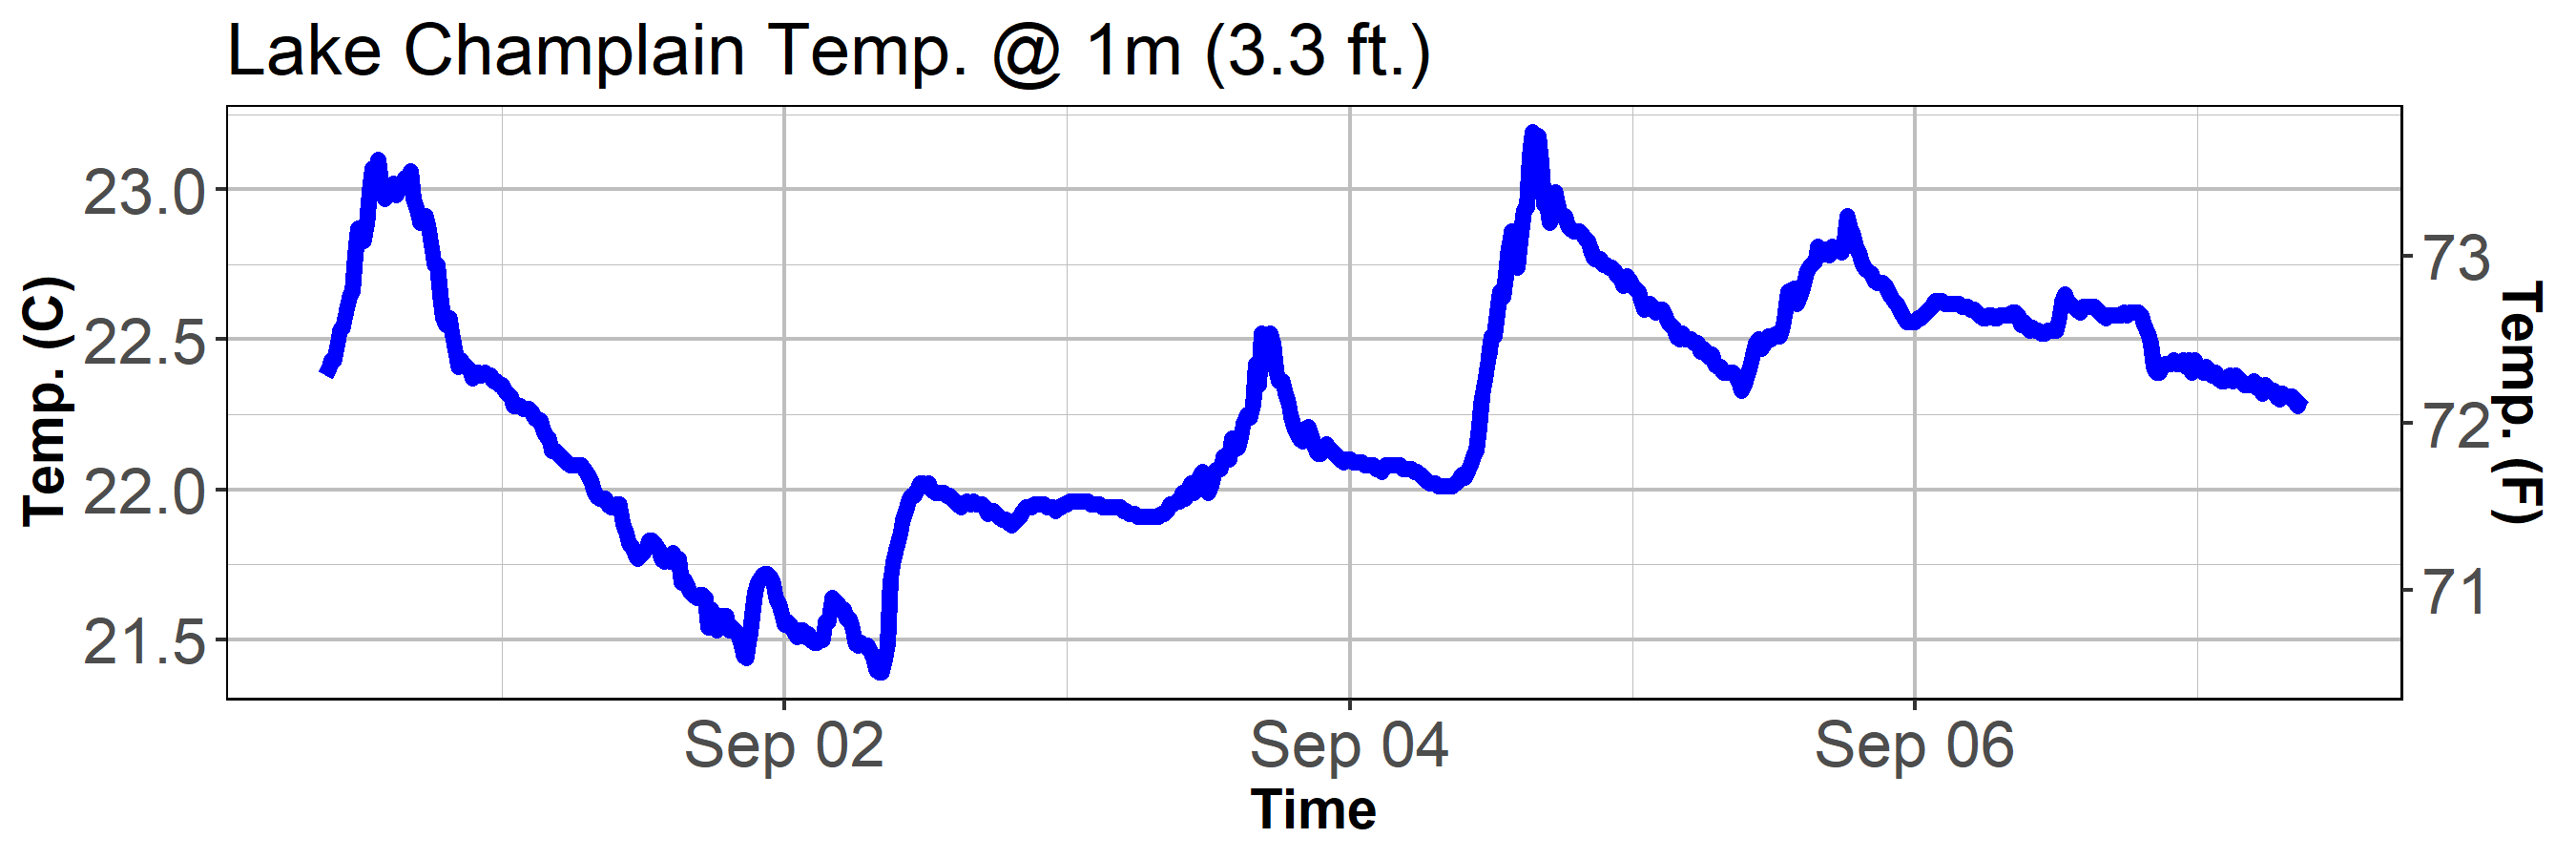 Lake Champlain Temp. @ 1m (3.3 ft.)
Temp. (C)
23.0
22.5
22.0
21.5
73
72
71
Temp. (F)
Sep 02
Sep 04
Sep 06
Time